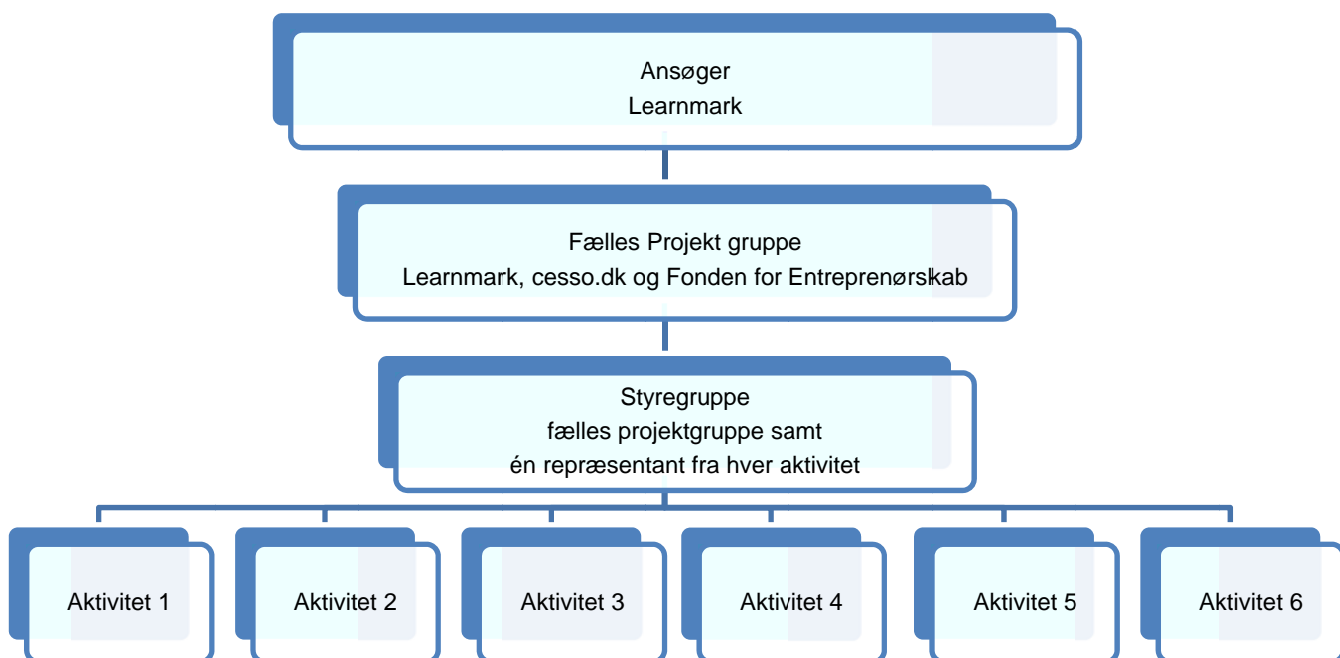 Ansøger
Learnmark
Fælles Projekt gruppe
Learnmark, cesso.dk og Fonden for Entreprenørskab
Styregruppe
fælles projektgruppe samt
én repræsentant fra hver aktivitet
Aktivitet 1
Aktivitet 2
Aktivitet 3
Aktivitet 4
Aktivitet 5
Aktivitet 6